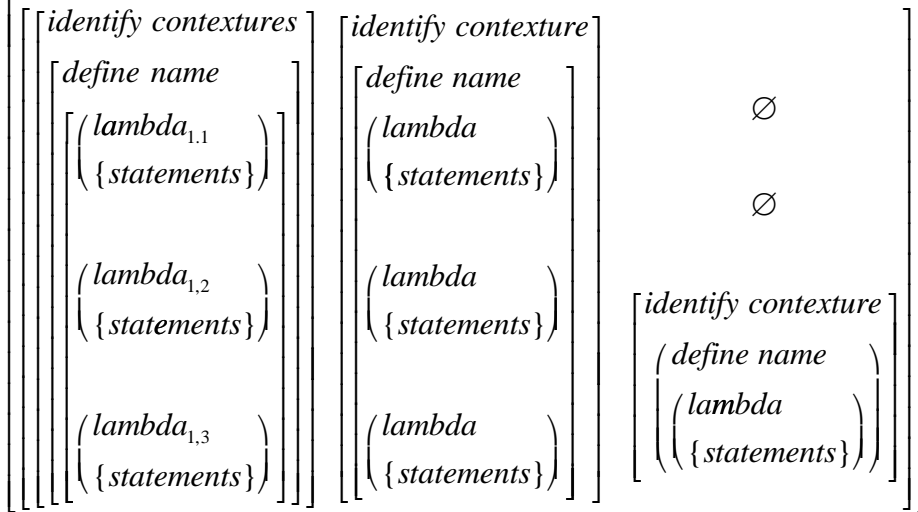 identify contextures
define name
lambda1.1
{statements}
lambda1,2
{statements}
lambda1,3
{statements}
identify contexture
define name
lambda
{statements}
lambda
{statements}
lambda
{statements}
∅
∅
identify contexture
define name
lambda
{statements}